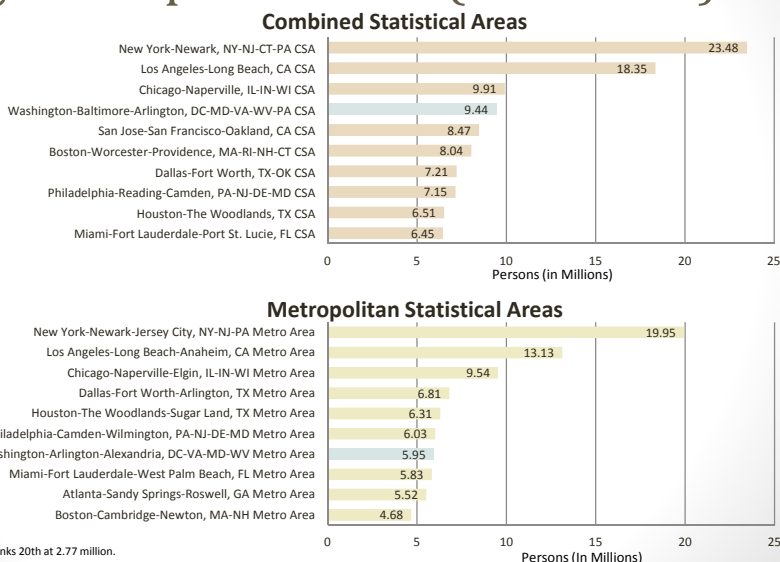 Combined Statistical Areas
New York-Newark, NY-NJ-CT-PA CSA 23.48
Los Angeles-Long Beach, CA CSA 18.35
Chicago-Naperville, IL-IN-WI CSA 9.91
Washington-Baltimore-Arlington, DC-MD-VA-WV-PA CSA 9.44
San Jose-San Francisco-Oakland, CA CSA 8.47
Boston-Worcester-Providence, MA-RI-NH-CT CSA 8.04
Dallas-Fort Worth, TX-OK CSA 7.21
Philadelphia-Reading-Camden, PA-NJ-DE-MD CSA 7.15
Houston-The Woodlands, TX CSA 6.51
Miami-Fort Lauderdale-Port St. Lucie, FL CSA 6.45
0 5 10 15 20 25
Persons (in Millions)
Metropolitan Statistical Areas
New York-Newark-Jersey City, NY-NJ-PA Metro Area 19.95
Los Angeles-Long Beach-Anaheim, CA Metro Area 13.13
Chicago-Naperville-Elgin, IL-IN-WI Metro Area 9.54
Dallas-Fort Worth-Arlington, TX Metro Area 6.81
Houston-The Woodlands-Sugar Land, TX Metro Area 6.31
iladelphia-Camden-Wilmington, PA-NJ-DE-MD Metro Area 6.03
shington-Arlington-Alexandria, DC-VA-MD-WV Metro Area 5.95
Miami-Fort Lauderdale-West Palm Beach, FL Metro Area 5.83
Atlanta-Sandy Springs-Roswell, GA Metro Area 5.52
Boston-Cambridge-Newton, MA-NH Metro Area 4.68
0 5 10 15 20 25
nks 20th at 2.77 million.
Persons (In Millions)